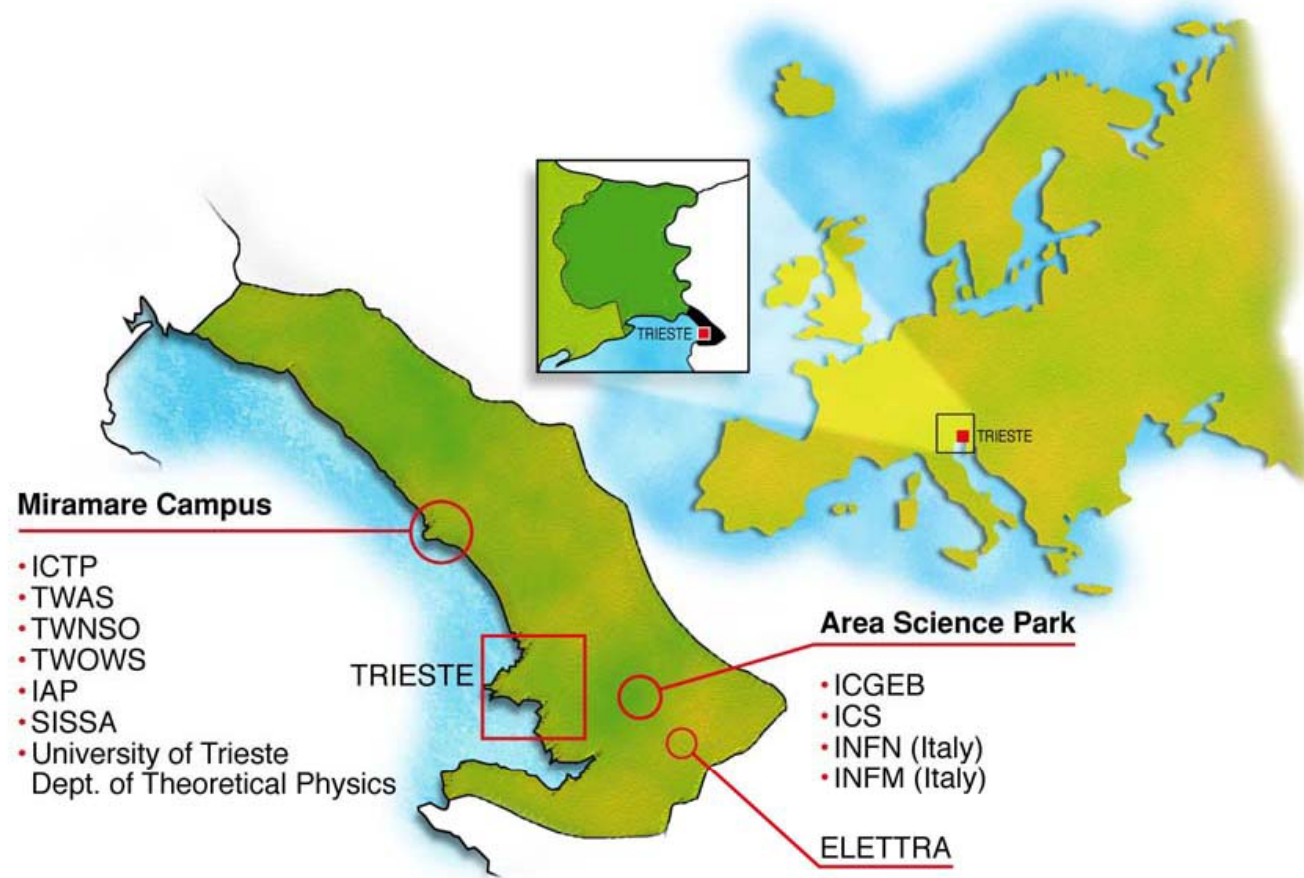 TRIESTE
TRIESTE
Miramare Campus
• ICTP
• TWAS
• TWNSO
• TWOWS
• IAP
• SISSA
• University of Trieste
Dept. of Theoretical Physics
TRIESTE
Area Science Park
• ICGEB
• ICS
• INFN (Italy)
• INFM (Italy)
ELETTRA